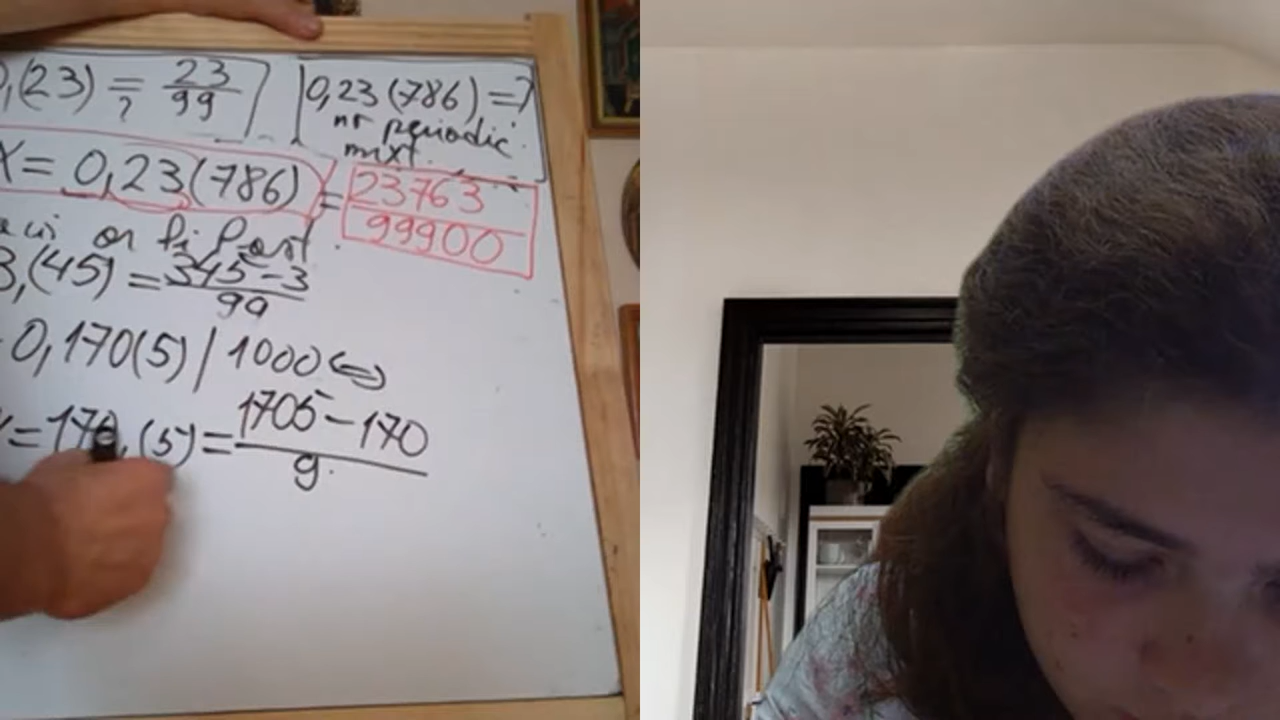 0,(23) = 23/99
?
0,23(786)=?
nr periodic
mixt.
X= 0,23(786) = 23763/99900
3,(45) = 345-3/99
0,170(5) / 1000 <=>
=170,(5) = 1705-170/9